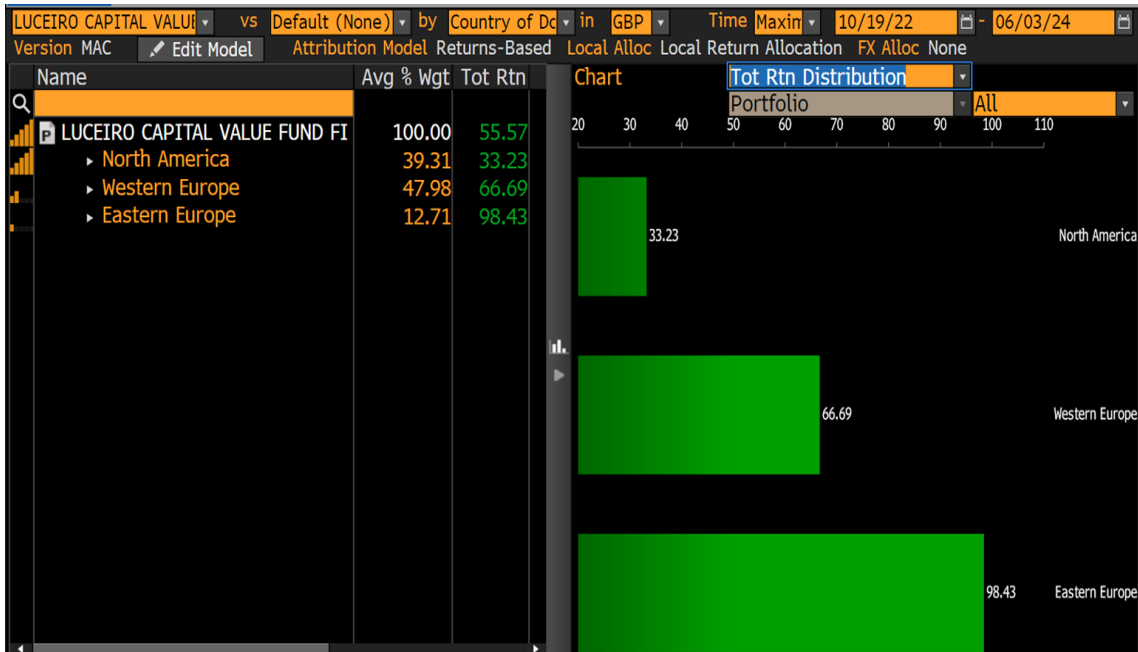 LUCEIRO CAPITAL VALUE vs Default (None) by Country of Dc in GBP Time Maxim 10/19/22 - 06/03/24
Version MAC Edit Model Attribution Model Returns-Based Local Alloc Local Return Allocation FX Alloc None
Name Avg % Wgt Tot Rtn
P LUCEIRO CAPITAL VALUE FUND FI 100.00 55.57
North America 39.31 33.23
Western Europe 47.98 66.69
Eastern Europe 12.71 98.43
Chart Tot Rtn Distribution
Portfolio All
20 30 40 50 60 70 80 90 100 110
33.23 North America
66.69 Western Europe
98.43 Eastern Europe